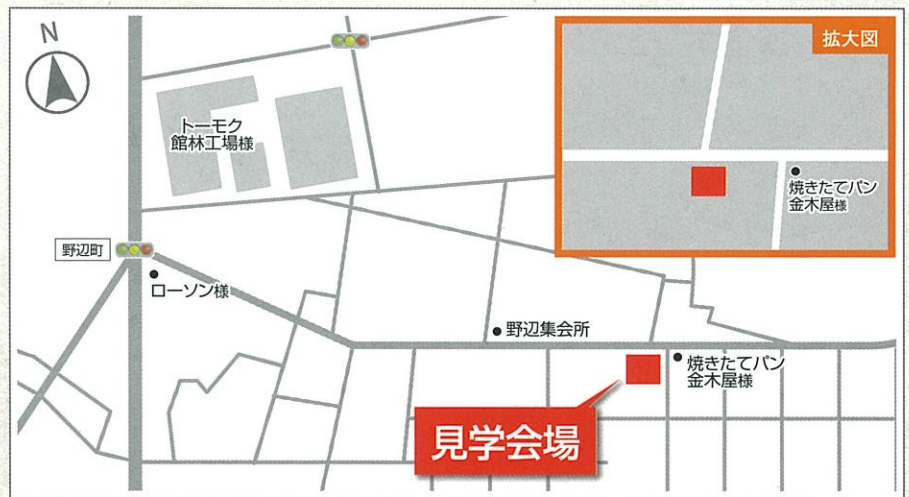 N
拡大図
トーモク
館林工場様
焼きたてパン
金木屋様
野辺町
ローソン様
野辺集会所
焼きたてパン
金木屋様
見学会場